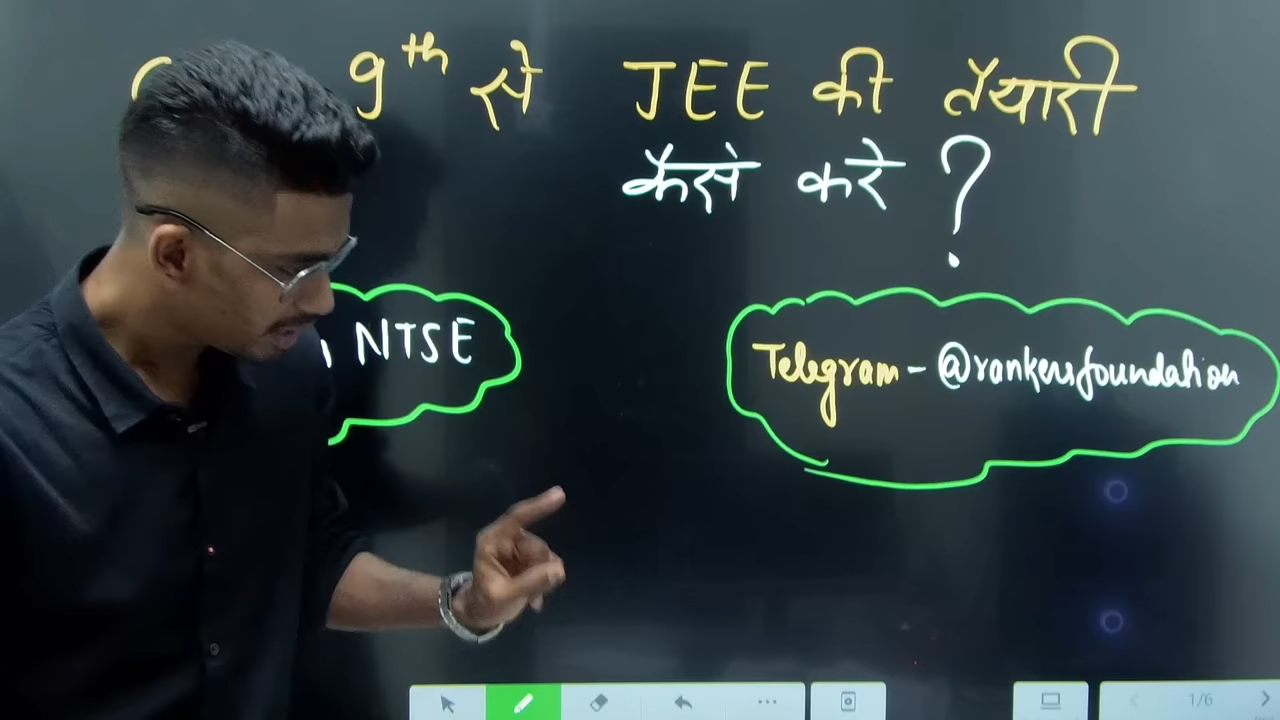 9th से JEE की तैयारी
कैसे करे ?
, NTSE
Telegram - @rankersfoundation
1/6